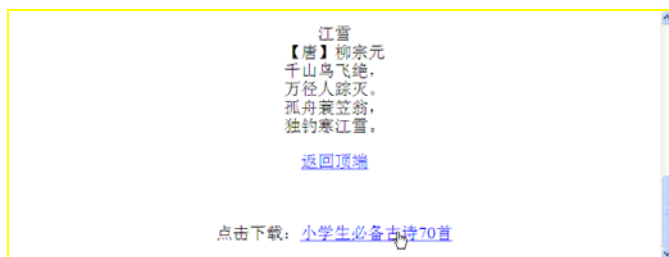 江雪
【唐】柳宗元
千山鸟飞绝，
万径人踪灭。
孤舟蓑笠翁，
独钓寒江雪。
返回顶端
点击下载：小学生必备古诗70首